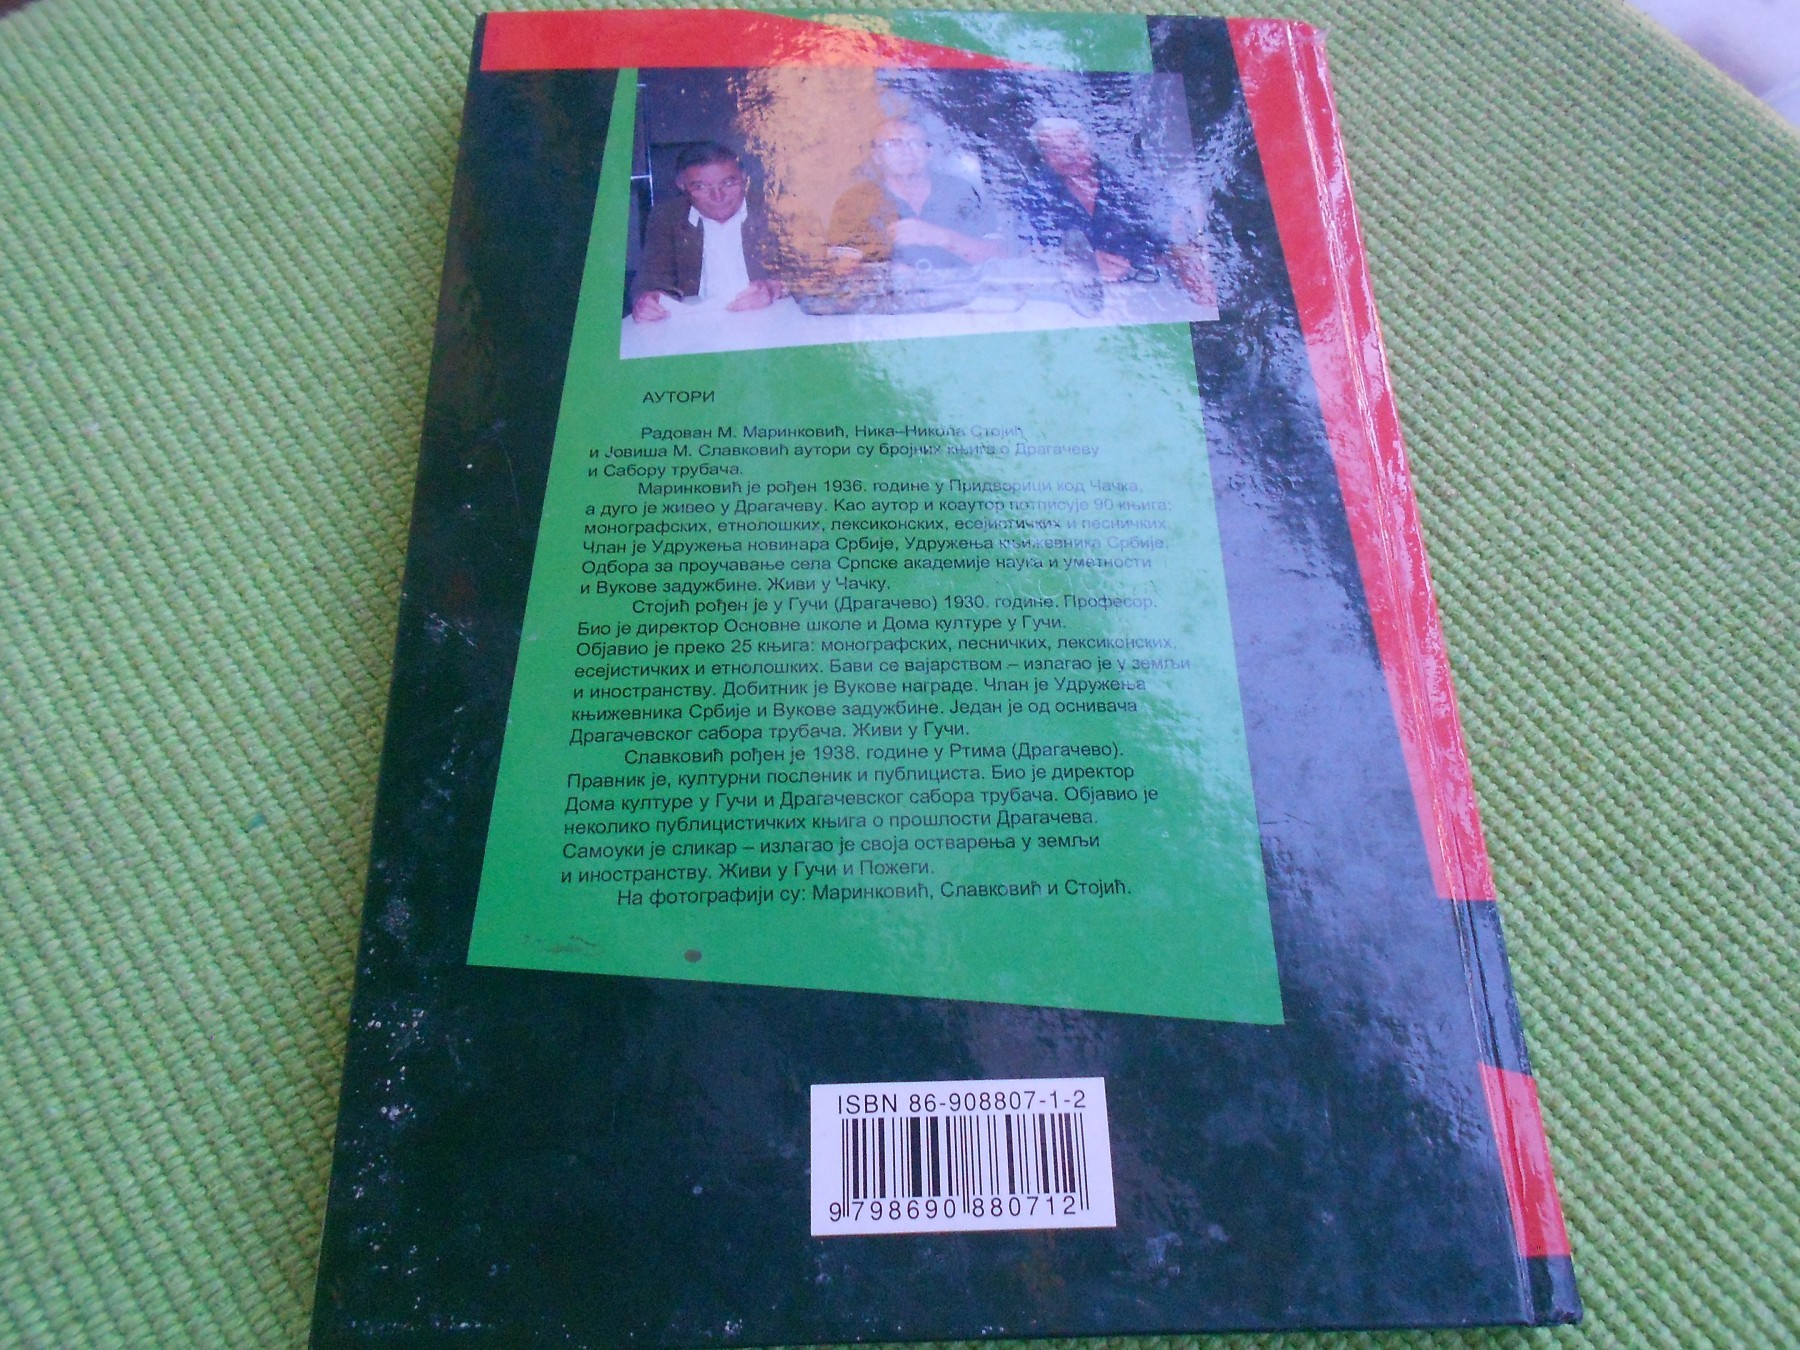 АУТОРИ
Радован М. Маринковић, Ника–Никола Стојић
и Јовиша М. Славковић аутори су бројних књига о Драгачеву
и Сабору трубача.
Маринковић је рођен 1936. године у Придворици код Чачка,
а дуго је живео у Драгачеву. Као аутор и коаутор потписује 90 књига:
монографских, етнолошких, лексиконских, есејистичких и песничких.
Члан је Удружења новинара Србије, Удружења књижевника Србије,
Одбора за проучавање села Српске академије наука и уметности
и Вукове задужбине. Живи у Чачку.
Стојић рођен је у Гучи (Драгачево) 1930. године. Професор.
Био је директор Основне школе и Дома културе у Гучи.
Објавио је преко 25 књига: монографских, песничких, лексиконских,
есејистичких и етнолошких. Бави се вајарством – излагао је у земљи
и иностранству. Добитник је Вукове награде. Члан је Удружења
књижевника Србије и Вукове задужбине. Један је од оснивача
Драгачевског сабора трубача. Живи у Гучи.
Славковић рођен је 1938. године у Ртима (Драгачево).
Правник је, културни посленик и публициста. Био је директор
Дома културе у Гучи и Драгачевског сабора трубача. Објавио је
неколико публицистичких књига о прошлости Драгачева.
Самоуки је сликар – излагао је своја остварења у земљи
и иностранству. Живи у Гучи и Пожеги.
На фотографији су: Маринковић, Славковић и Стојић.
ISBN 86-908807-1-2
9 798690 880712